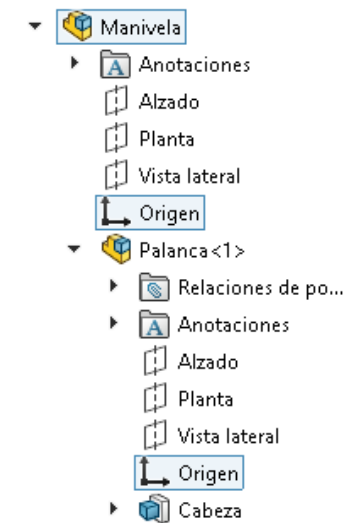 Manivela
Anotaciones
Alzado
Planta
Vista lateral
Origen
Palanca<1>
Relaciones de po...
Anotaciones
Alzado
Planta
Vista lateral
Origen
Cabeza